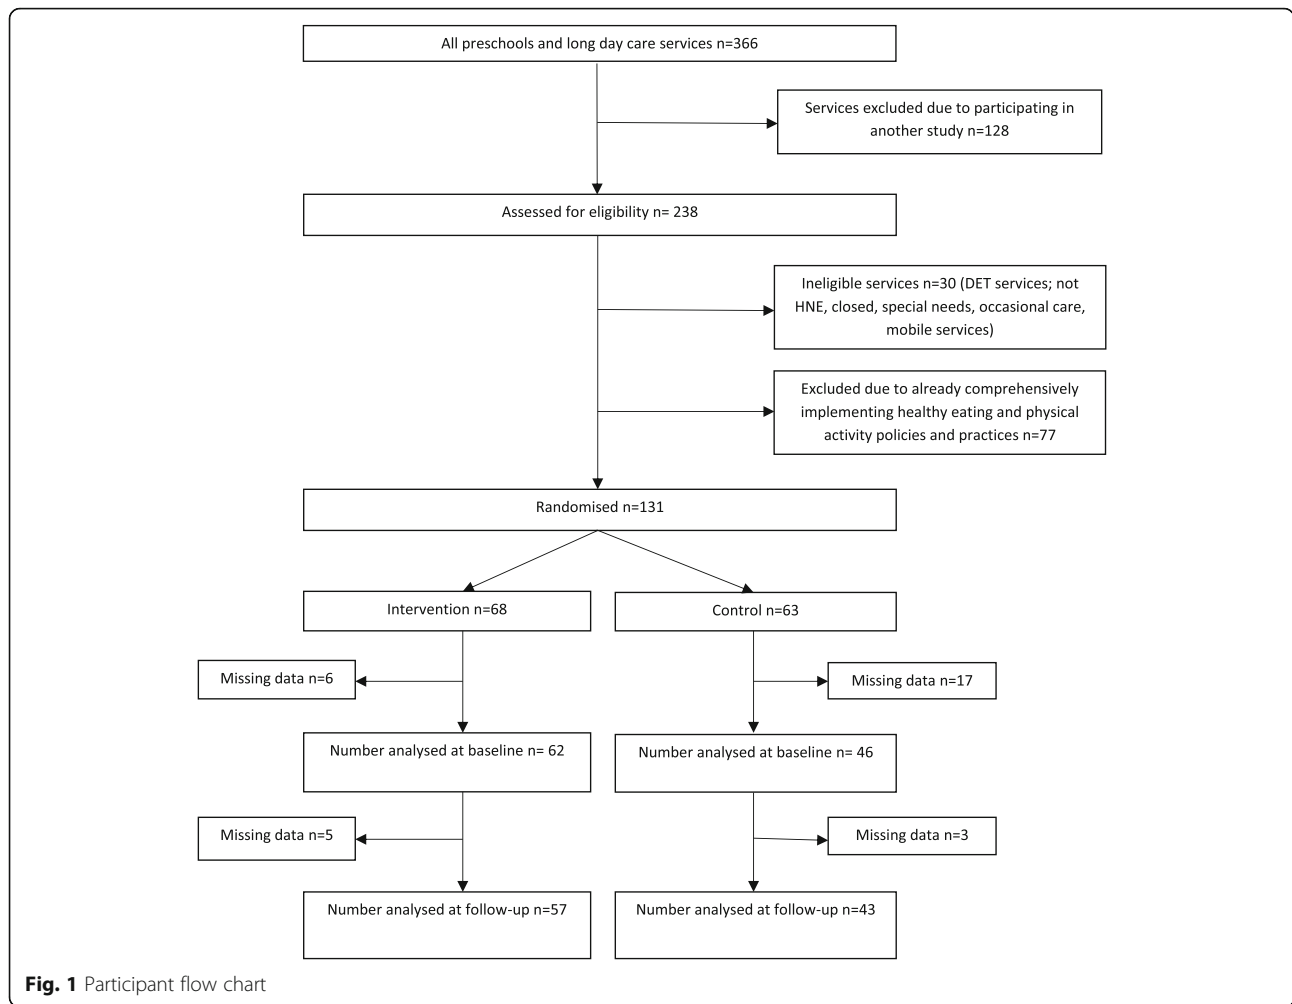 All preschools and long day care services n=366
Services excluded due to participating in
another study n=128
Assessed for eligibility n= 238
Ineligible services n=30 (DET services; not
HNE, closed, special needs, occasional care,
mobile services)
Excluded due to already comprehensively
implementing healthy eating and physical
activity policies and practices n=77
Randomised n=131
Intervention n=68
Control n=63
Missing data n=6
Missing data n=17
Number analysed at baseline n= 62
Number analysed at baseline n= 46
Missing data n=5
Missing data n=3
Number analysed at follow-up n=57
Number analysed at follow-up n=43
Fig. 1 Participant flow chart